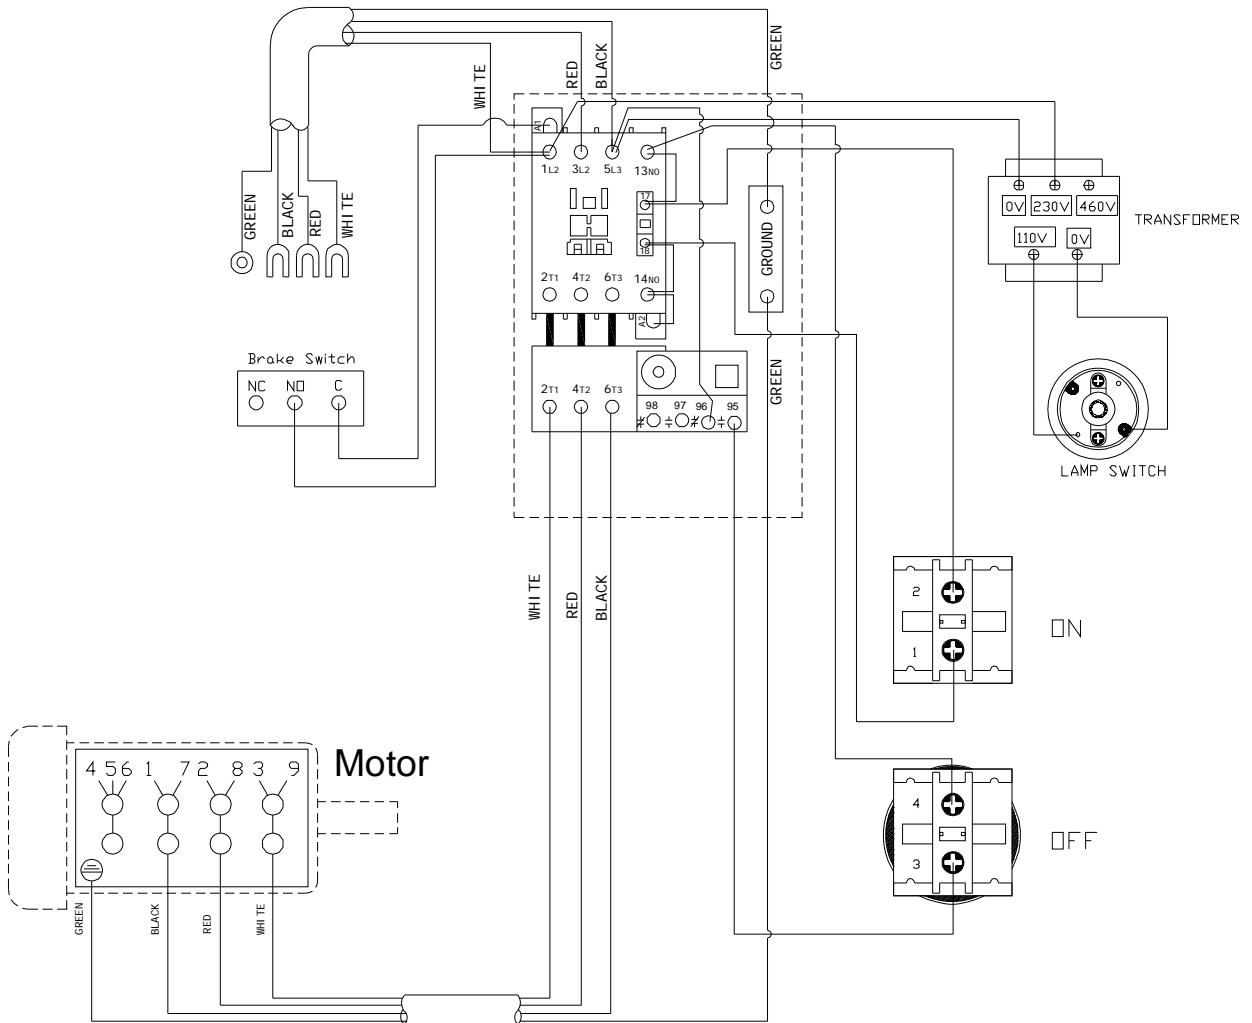 GREEN
BLACK
RED
WHITE
WHITE
RED
BLACK
GREEN
A1
1L2 3L2 5L3 13NO
17
18
2T1 4T2 6T3 14NO
A2
GROUND
GREEN
0V 230V 460V
110V 0V
TRANSFORMER
LAMP SWITCH
Brake Switch
NC NO C
2T1 4T2 6T3
98 97 96 95
WHITE
RED
BLACK
2
1
ON
4
3
OFF
Motor
4 5 6 1 7 2 8 3 9
GREEN
BLACK
RED
WHITE